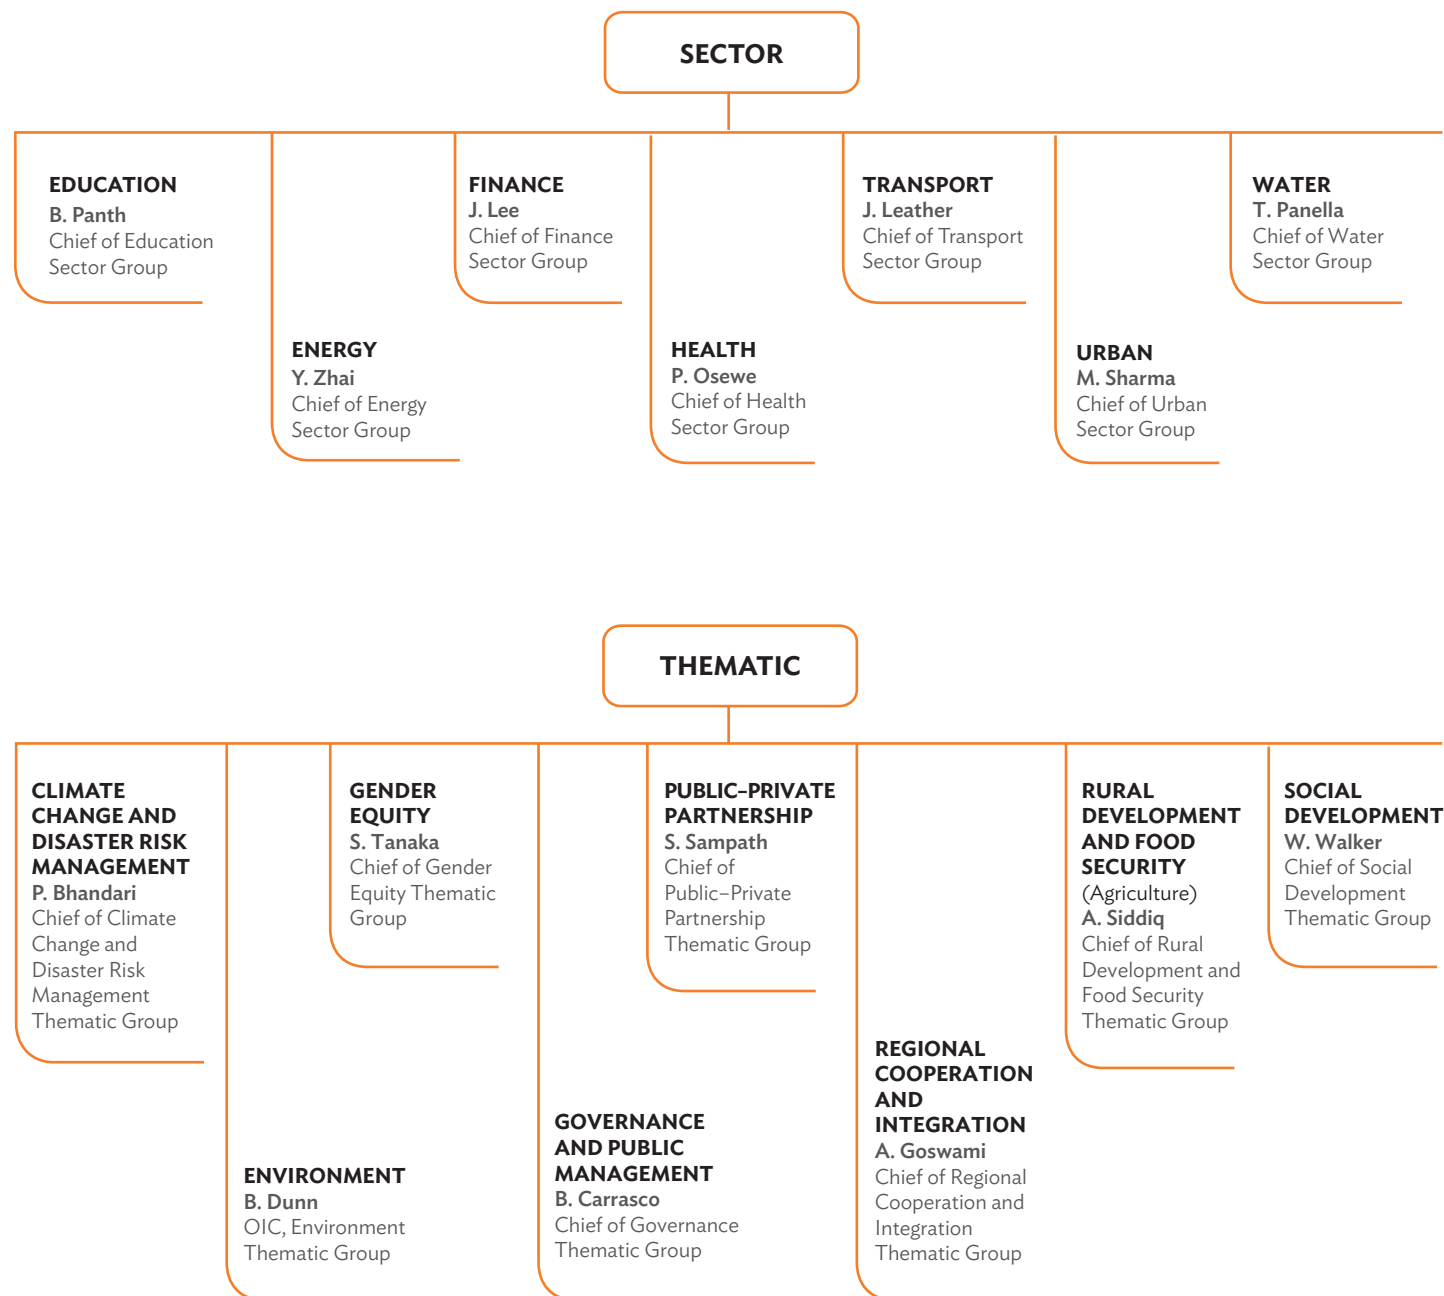 SECTOR
EDUCATION
B. Panth
Chief of Education
Sector Group
ENERGY
Y. Zhai
Chief of Energy
Sector Group
FINANCE
J. Lee
Chief of Finance
Sector Group
HEALTH
P. Osewe
Chief of Health
Sector Group
TRANSPORT
J. Leather
Chief of Transport
Sector Group
URBAN
M. Sharma
Chief of Urban
Sector Group
WATER
T. Panella
Chief of Water
Sector Group
THEMATIC
CLIMATE
CHANGE AND
DISASTER RISK
MANAGEMENT
P. Bhandari
Chief of Climate
Change and
Disaster Risk
Management
Thematic Group
ENVIRONMENT
B. Dunn
OIC, Environment
Thematic Group
GENDER
EQUITY
S. Tanaka
Chief of Gender
Equity Thematic
Group
GOVERNANCE
AND PUBLIC
MANAGEMENT
B. Carrasco
Chief of Governance
Thematic Group
PUBLIC–PRIVATE
PARTNERSHIP
S. Sampath
Chief of
Public–Private
Partnership
Thematic Group
REGIONAL
COOPERATION
AND
INTEGRATION
A. Goswami
Chief of Regional
Cooperation and
Integration
Thematic Group
RURAL
DEVELOPMENT
AND FOOD
SECURITY
(Agriculture)
A. Siddiq
Chief of Rural
Development and
Food Security
Thematic Group
SOCIAL
DEVELOPMENT
W. Walker
Chief of Social
Development
Thematic Group